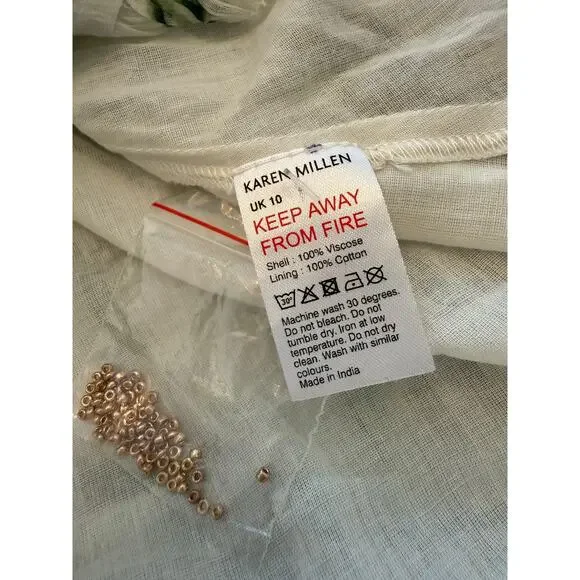 KAREN MILLEN
UK 10
KEEP AWAY
FROM FIRE
Shell : 100% Viscose
Lining : 100% Cotton
30°
Machine wash 30 degrees.
Do not bleach. Do not
tumble dry. Iron at low
temperature. Do not dry
clean. Wash with similar
colours.
Made in India